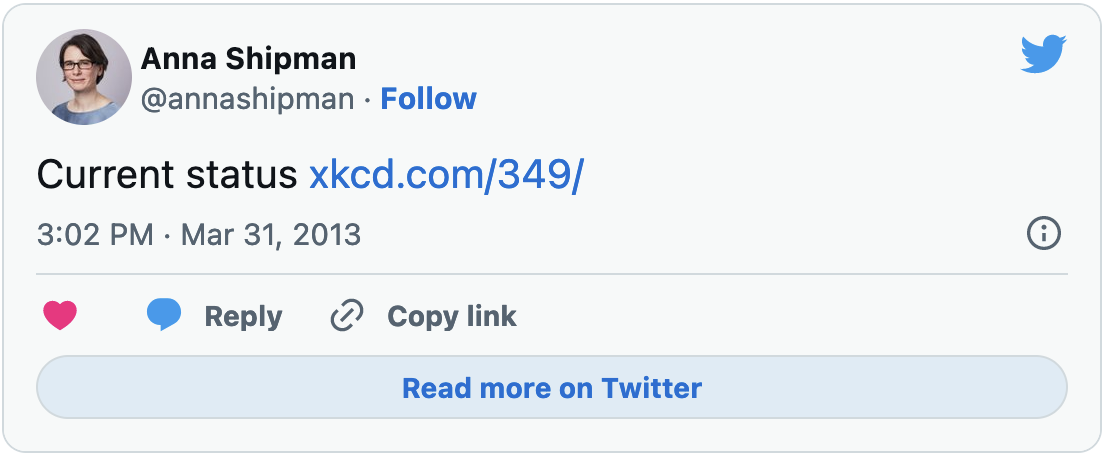 Anna Shipman
@annashipman · Follow
Current status xkcd.com/349/
3:02 PM · Mar 31, 2013
Reply Copy link
Read more on Twitter